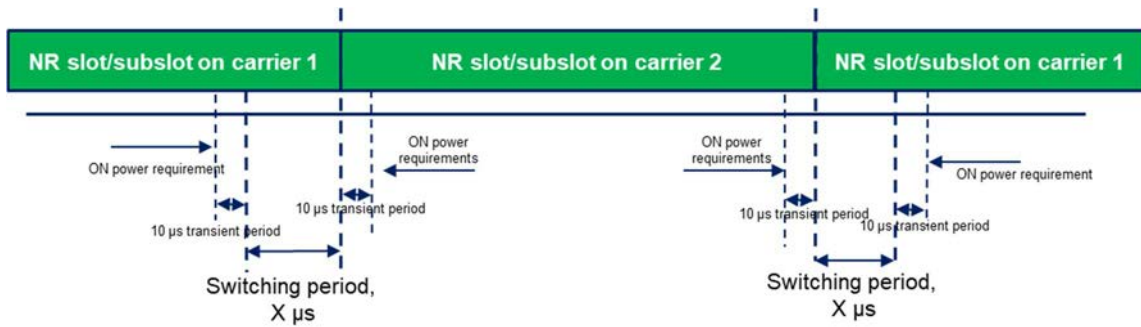 NR slot/subslot on carrier 1
NR slot/subslot on carrier 2
NR slot/subslot on carrier 1
ON power requirement
ON power
requirements
ON power
requirements
ON power requirement
10 µs transient period
10 µs transient period
10 µs transient period
10 µs transient period
Switching period,
X µs
Switching period,
X µs